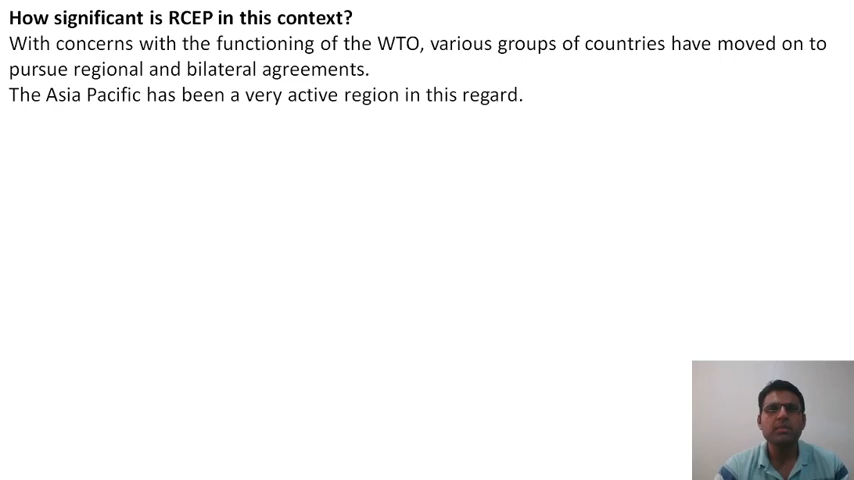 How significant is RCEP in this context?
With concerns with the functioning of the WTO, various groups of countries have moved on to
pursue regional and bilateral agreements.
The Asia Pacific has been a very active region in this regard.